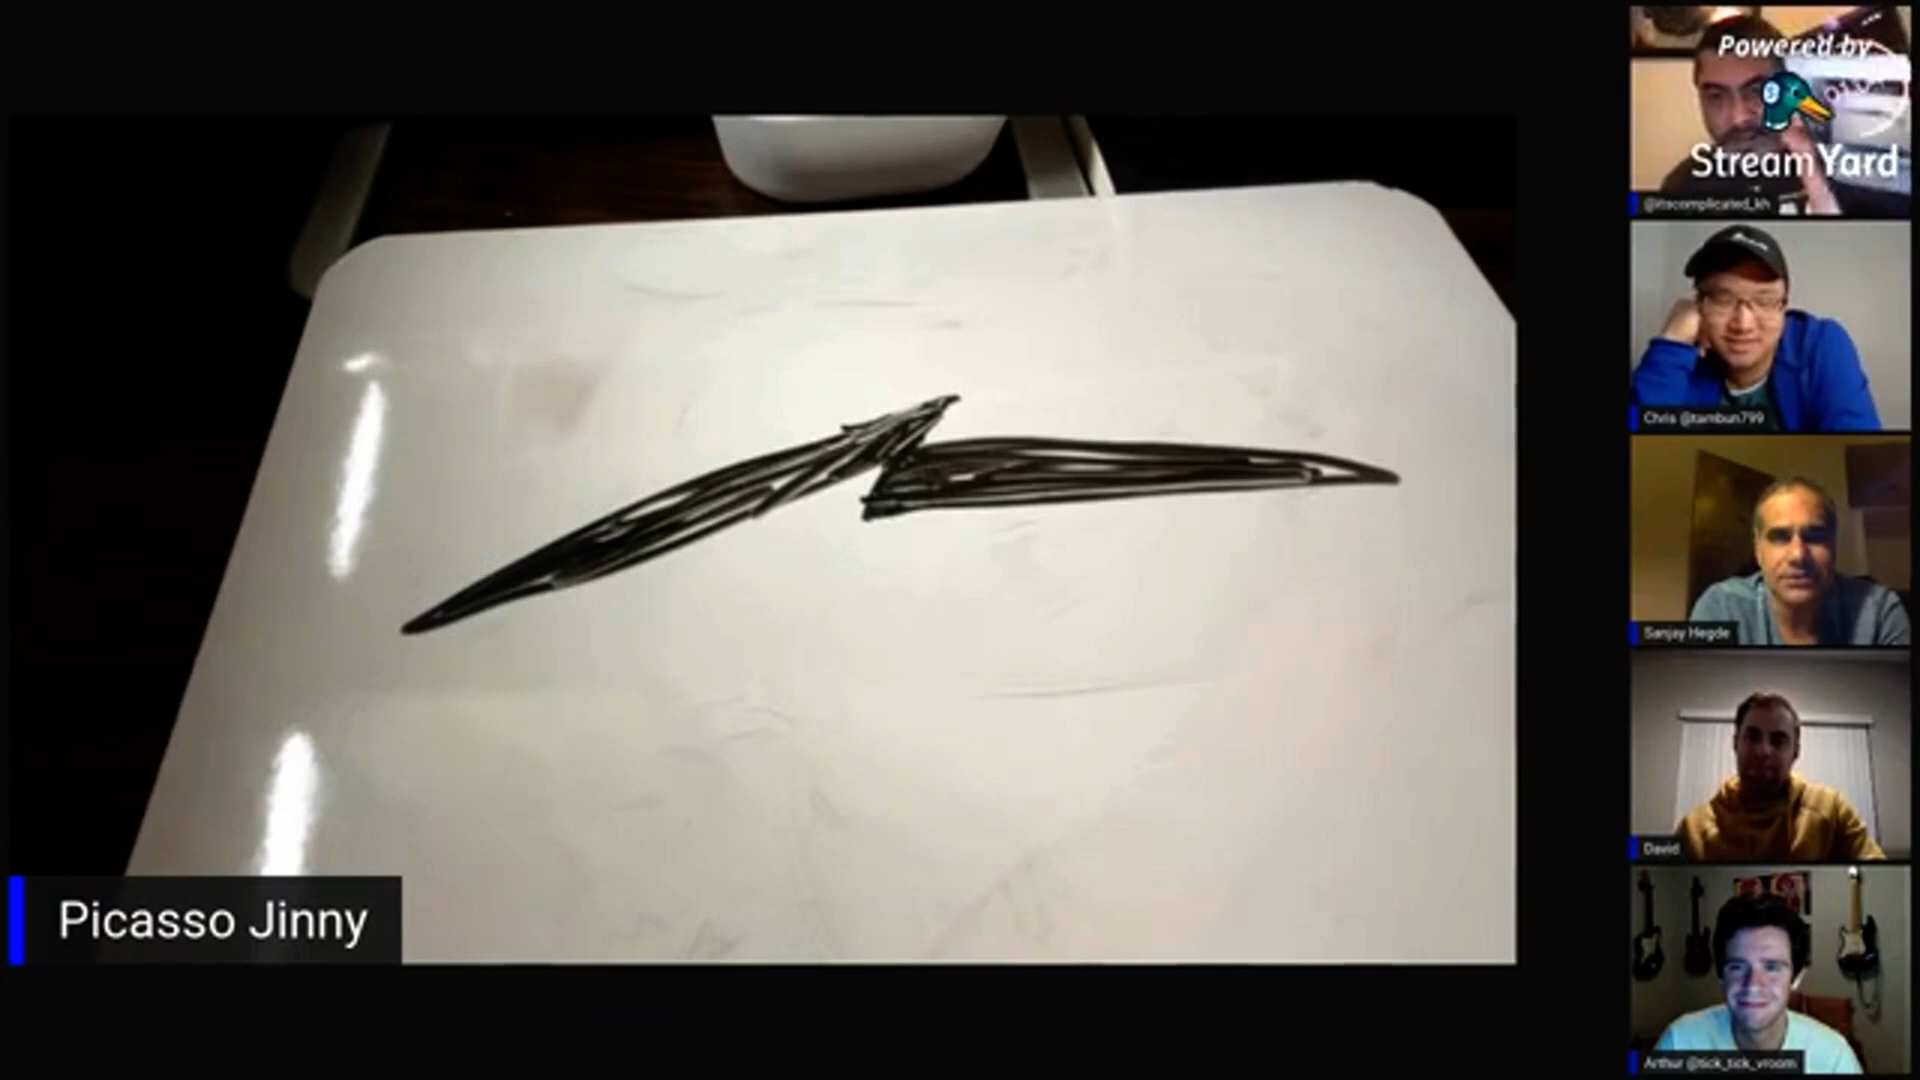 Powered by
StreamYard
@itscomplicated_kh
Chris @tambun799
Sanjay Hegde
David
Arthur @tick_tick_vroom
Picasso Jinny